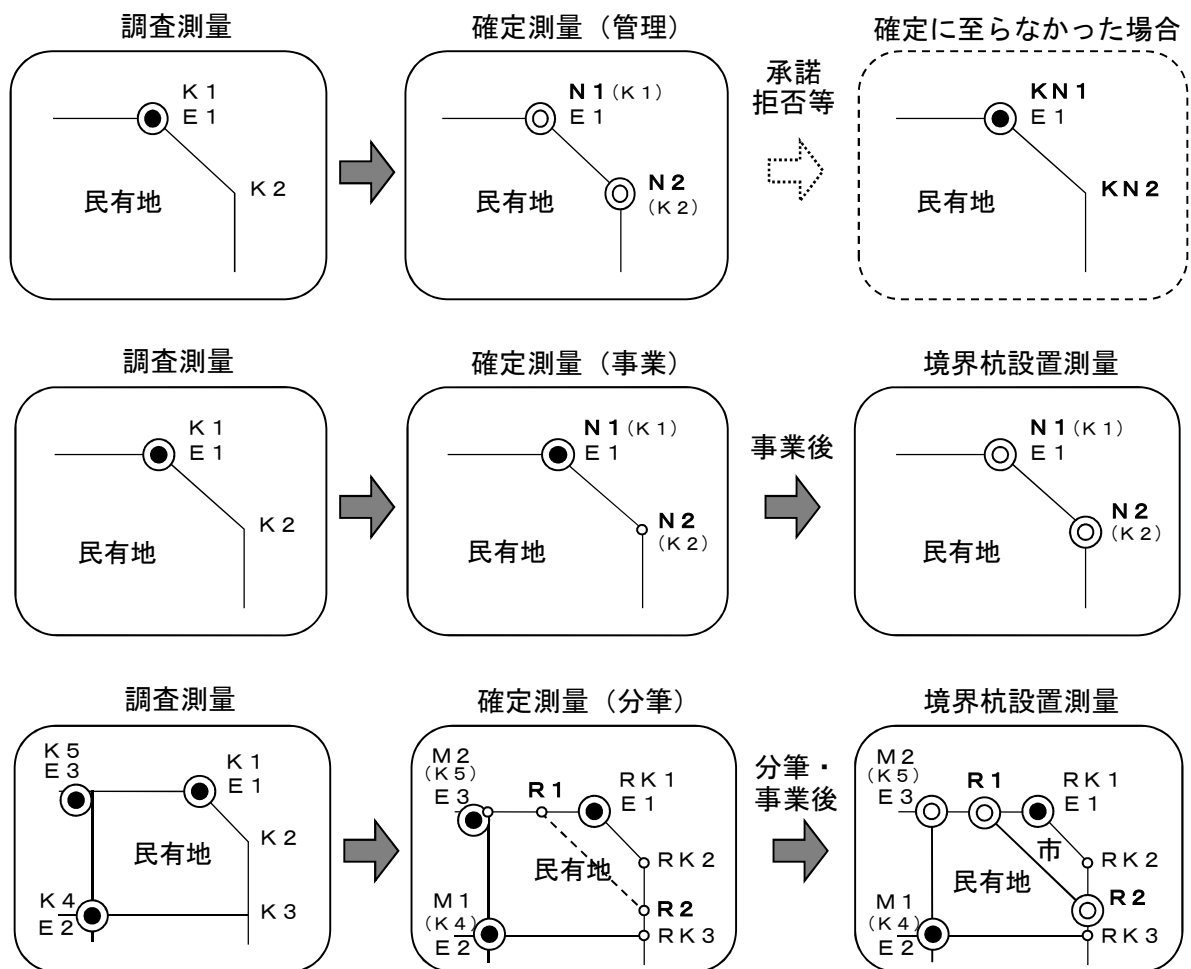 調査測量
K1
E1
K2
民有地
確定測量（管理）
N1(K1)
E1
N2
(K2)
民有地
承諾
拒否等
確定に至らなかった場合
KN1
E1
KN2
民有地
調査測量
K1
E1
K2
民有地
確定測量（事業）
N1(K1)
E1
N2
(K2)
民有地
事業後
境界杭設置測量
N1(K1)
E1
N2
(K2)
民有地
調査測量
K5
E3
K1
E1
K2
民有地
K4
E2
K3
確定測量（分筆）
M2
(K5)
E3
R1
RK1
E1
RK2
民有地
M1
(K4)
E2
R2
RK3
分筆・
事業後
境界杭設置測量
M2
(K5)
E3
R1
RK1
E1
市
RK2
民有地
M1
(K4)
E2
R2
RK3